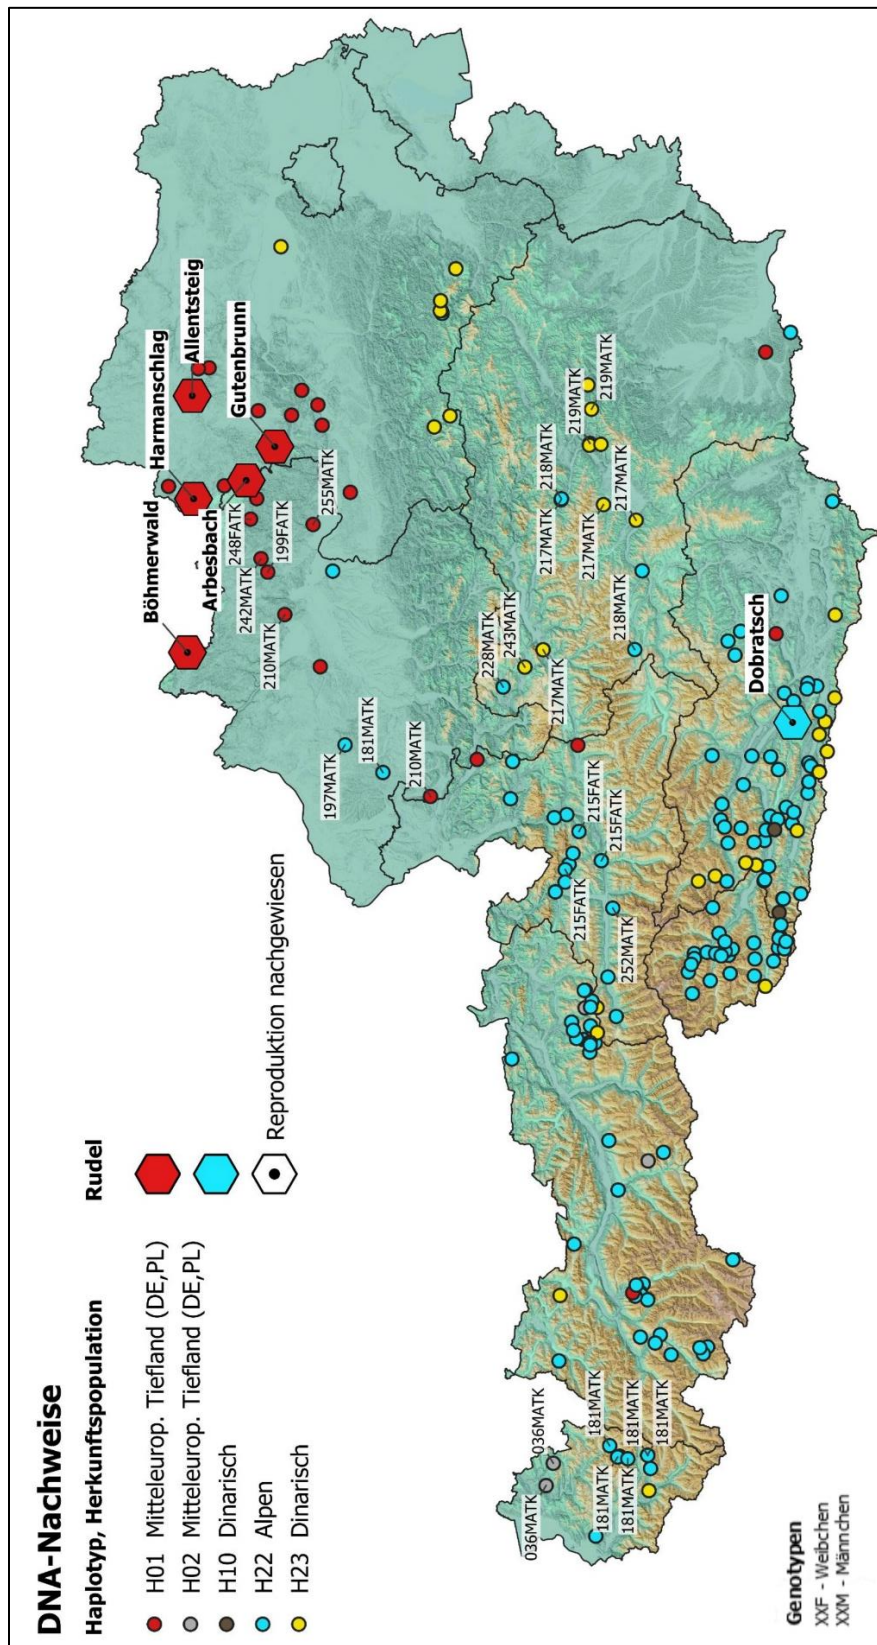 DNA-Nachweise
Haplotyp, Herkunftspopulation
H01 Mitteleurop. Tiefland (DE,PL)
H02 Mitteleurop. Tiefland (DE,PL)
H10 Dinarisch
H22 Alpen
H23 Dinarisch
Rudel
Reproduktion nachgewiesen
Böhmerwald
Harmanschlag
Allentsteig
Arbesbach
Gutenbrunn
248FATK
199FATK
242MATK
210MATK
255MATK
197MATK
181MATK
210MATK
228MATK
243MATK
217MATK
218MATK
217MATK
219MATK
219MATK
217MATK
217MATK
218MATK
215FATK
215FATK
215FATK
252MATK
Dobratsch
036MATK
036MATK
181MATK
181MATK
181MATK
181MATK
181MATK
Genotypen
XXF - Weibchen
XXM - Männchen